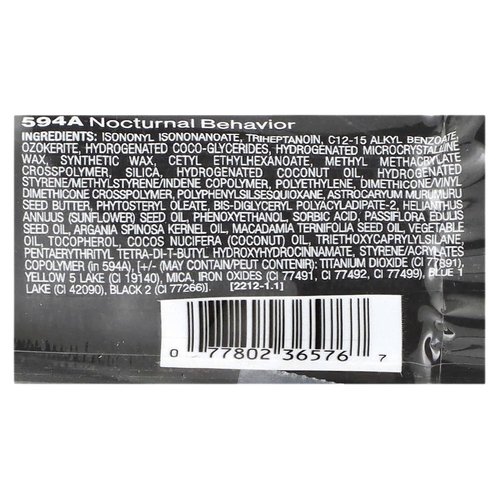 594A Nocturnal Behavior
INGREDIENTS: ISONONYL ISONONANOATE, TRIHEPTANOIN, C12-15 ALKYL BENZOATE,
OZOKERITE, HYDROGENATED COCO-GLYCERIDES, HYDROGENATED MICROCRYSTALLINE
WAX, SYNTHETIC WAX, CETYL ETHYLHEXANOATE, METHYL METHACRYLATE
CROSSPOLYMER, SILICA, HYDROGENATED COCONUT OIL, HYDROGENATED
STYRENE/METHYLSTYRENE/INDENE COPOLYMER, POLYETHYLENE, DIMETHICONE/VINYL
DIMETHICONE CROSSPOLYMER, POLYPHENYLSILSESQUIOXANE, ASTROCARYUM MURUMURU
SEED BUTTER, PHYTOSTERYL OLEATE, BIS-DIGLYCERYL POLYACYLADIPATE-2, HELIANTHUS
ANNUUS (SUNFLOWER) SEED OIL, PHENOXYETHANOL, SORBIC ACID, PASSIFLORA EDULIS
SEED OIL, ARGANIA SPINOSA KERNEL OIL, MACADAMIA TERNIFOLIA SEED OIL, VEGETABLE
OIL, TOCOPHEROL, COCOS NUCIFERA (COCONUT) OIL, TRIETHOXYCAPRYLYLSILANE,
PENTAERYTHRITYL TETRA-DI-T-BUTYL HYDROXYHYDROCINNAMATE, STYRENE/ACRYLATES
COPOLYMER (in 594A), [+/- (MAY CONTAIN/PEUT CONTENIR): TITANIUM DIOXIDE (CI 77891),
YELLOW 5 LAKE (CI 19140), MICA, IRON OXIDES (CI 77491, CI 77492, CI 77499), BLUE 1
LAKE (CI 42090), BLACK 2 (CI 77266)]. [2212-1.1]
0 77802 36576 7